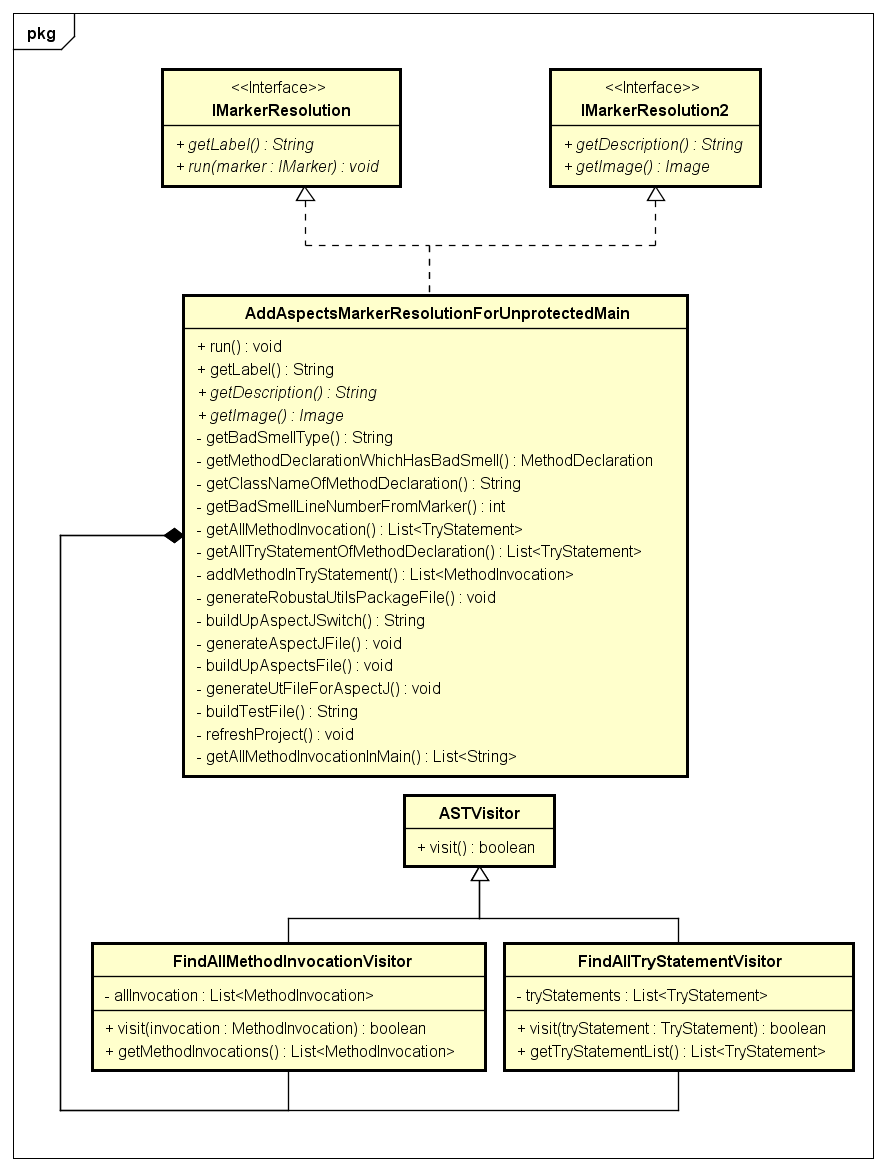 pkg
<<Interface>>
IMarkerResolution
+ getLabel() : String
+ run(marker : IMarker) : void
<<Interface>>
IMarkerResolution2
+ getDescription() : String
+ getImage() : Image
AddAspectsMarkerResolutionForUnprotectedMain
+ run() : void
+ getLabel() : String
+ getDescription() : String
+ getImage() : Image
- getBadSmellType() : String
- getMethodDeclarationWhichHasBadSmell() : MethodDeclaration
- getClassNameOfMethodDeclaration() : String
- getBadSmellLineNumberFromMarker() : int
- getAllMethodInvocation() : List<TryStatement>
- getAllTryStatementOfMethodDeclaration() : List<TryStatement>
- addMethodInTryStatement() : List<MethodInvocation>
- generateRobustaUtilsPackageFile() : void
- buildUpAspectJSwitch() : String
- generateAspectJFile() : void
- buildUpAspectsFile() : void
- generateUtFileForAspectJ() : void
- buildTestFile() : String
- refreshProject() : void
- getAllMethodInvocationInMain() : List<String>
ASTVisitor
+ visit() : boolean
FindAllMethodInvocationVisitor
- allInvocation : List<MethodInvocation>
+ visit(invocation : MethodInvocation) : boolean
+ getMethodInvocations() : List<MethodInvocation>
FindAllTryStatementVisitor
- tryStatements : List<TryStatement>
+ visit(tryStatement : TryStatement) : boolean
+ getTryStatementList() : List<TryStatement>